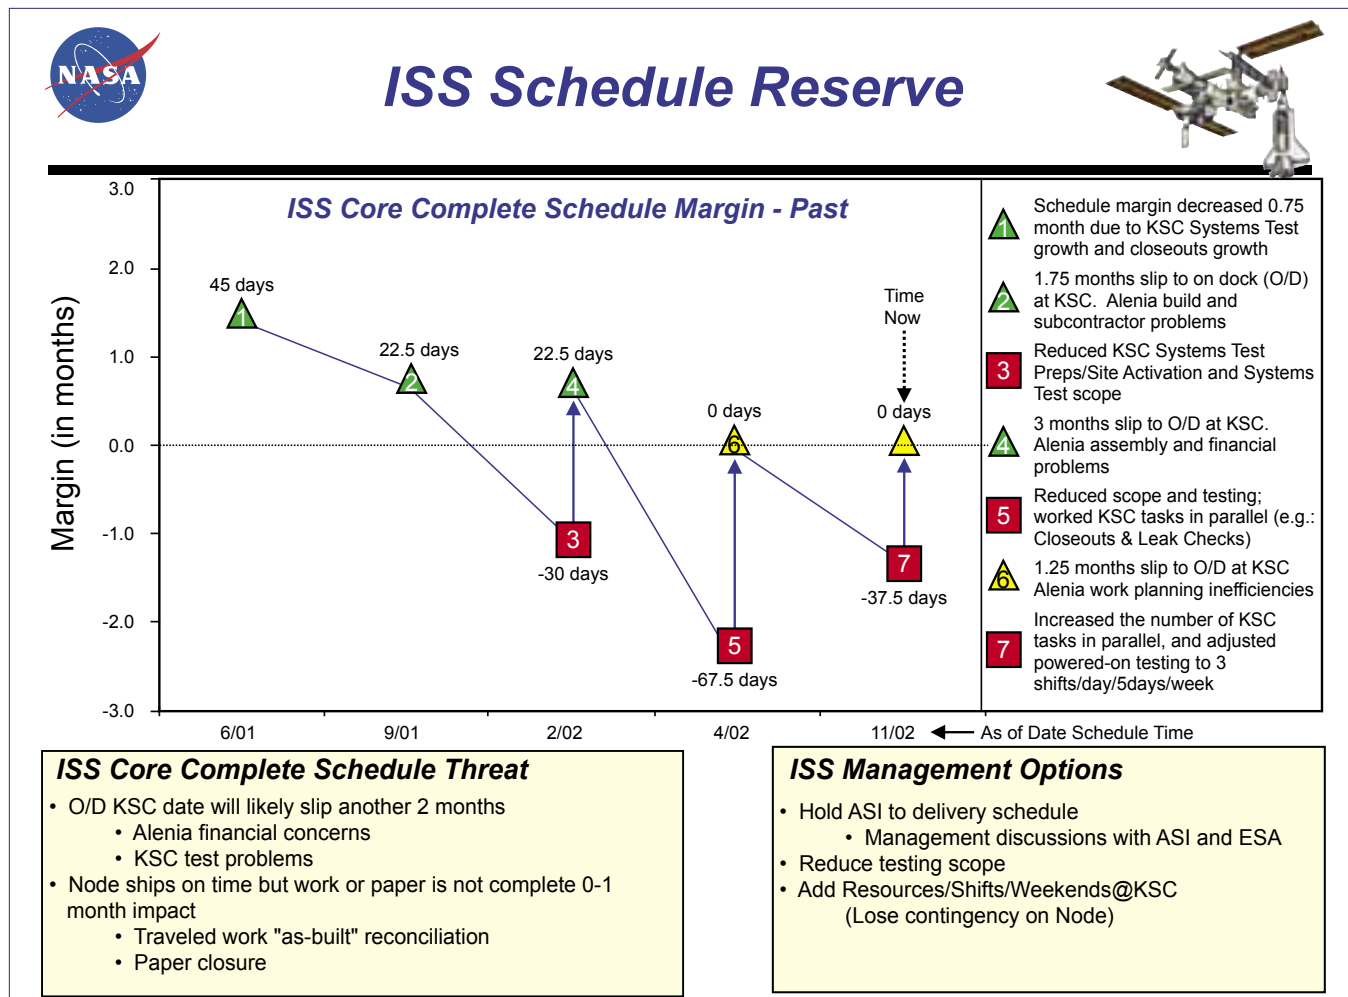 NASA
ISS Schedule Reserve
ISS Core Complete Schedule Margin - Past
Margin (in months)
3.0
2.0
1.0
0.0
-1.0
-2.0
-3.0
45 days
1
22.5 days
2
22.5 days
4
3
-30 days
0 days
6
5
-67.5 days
Time
Now
0 days
7
-37.5 days
6/01
9/01
2/02
4/02
11/02
As of Date Schedule Time
1
Schedule margin decreased 0.75
month due to KSC Systems Test
growth and closeouts growth
2
1.75 months slip to on dock (O/D)
at KSC. Alenia build and
subcontractor problems
3
Reduced KSC Systems Test
Preps/Site Activation and Systems
Test scope
4
3 months slip to O/D at KSC.
Alenia assembly and financial
problems
5
Reduced scope and testing;
worked KSC tasks in parallel (e.g.:
Closeouts & Leak Checks)
6
1.25 months slip to O/D at KSC
Alenia work planning inefficiencies
7
Increased the number of KSC
tasks in parallel, and adjusted
powered-on testing to 3
shifts/day/5days/week
ISS Core Complete Schedule Threat
• O/D KSC date will likely slip another 2 months
• Alenia financial concerns
• KSC test problems
• Node ships on time but work or paper is not complete 0-1
month impact
• Traveled work "as-built" reconciliation
• Paper closure
ISS Management Options
• Hold ASI to delivery schedule
• Management discussions with ASI and ESA
• Reduce testing scope
• Add Resources/Shifts/Weekends@KSC
(Lose contingency on Node)